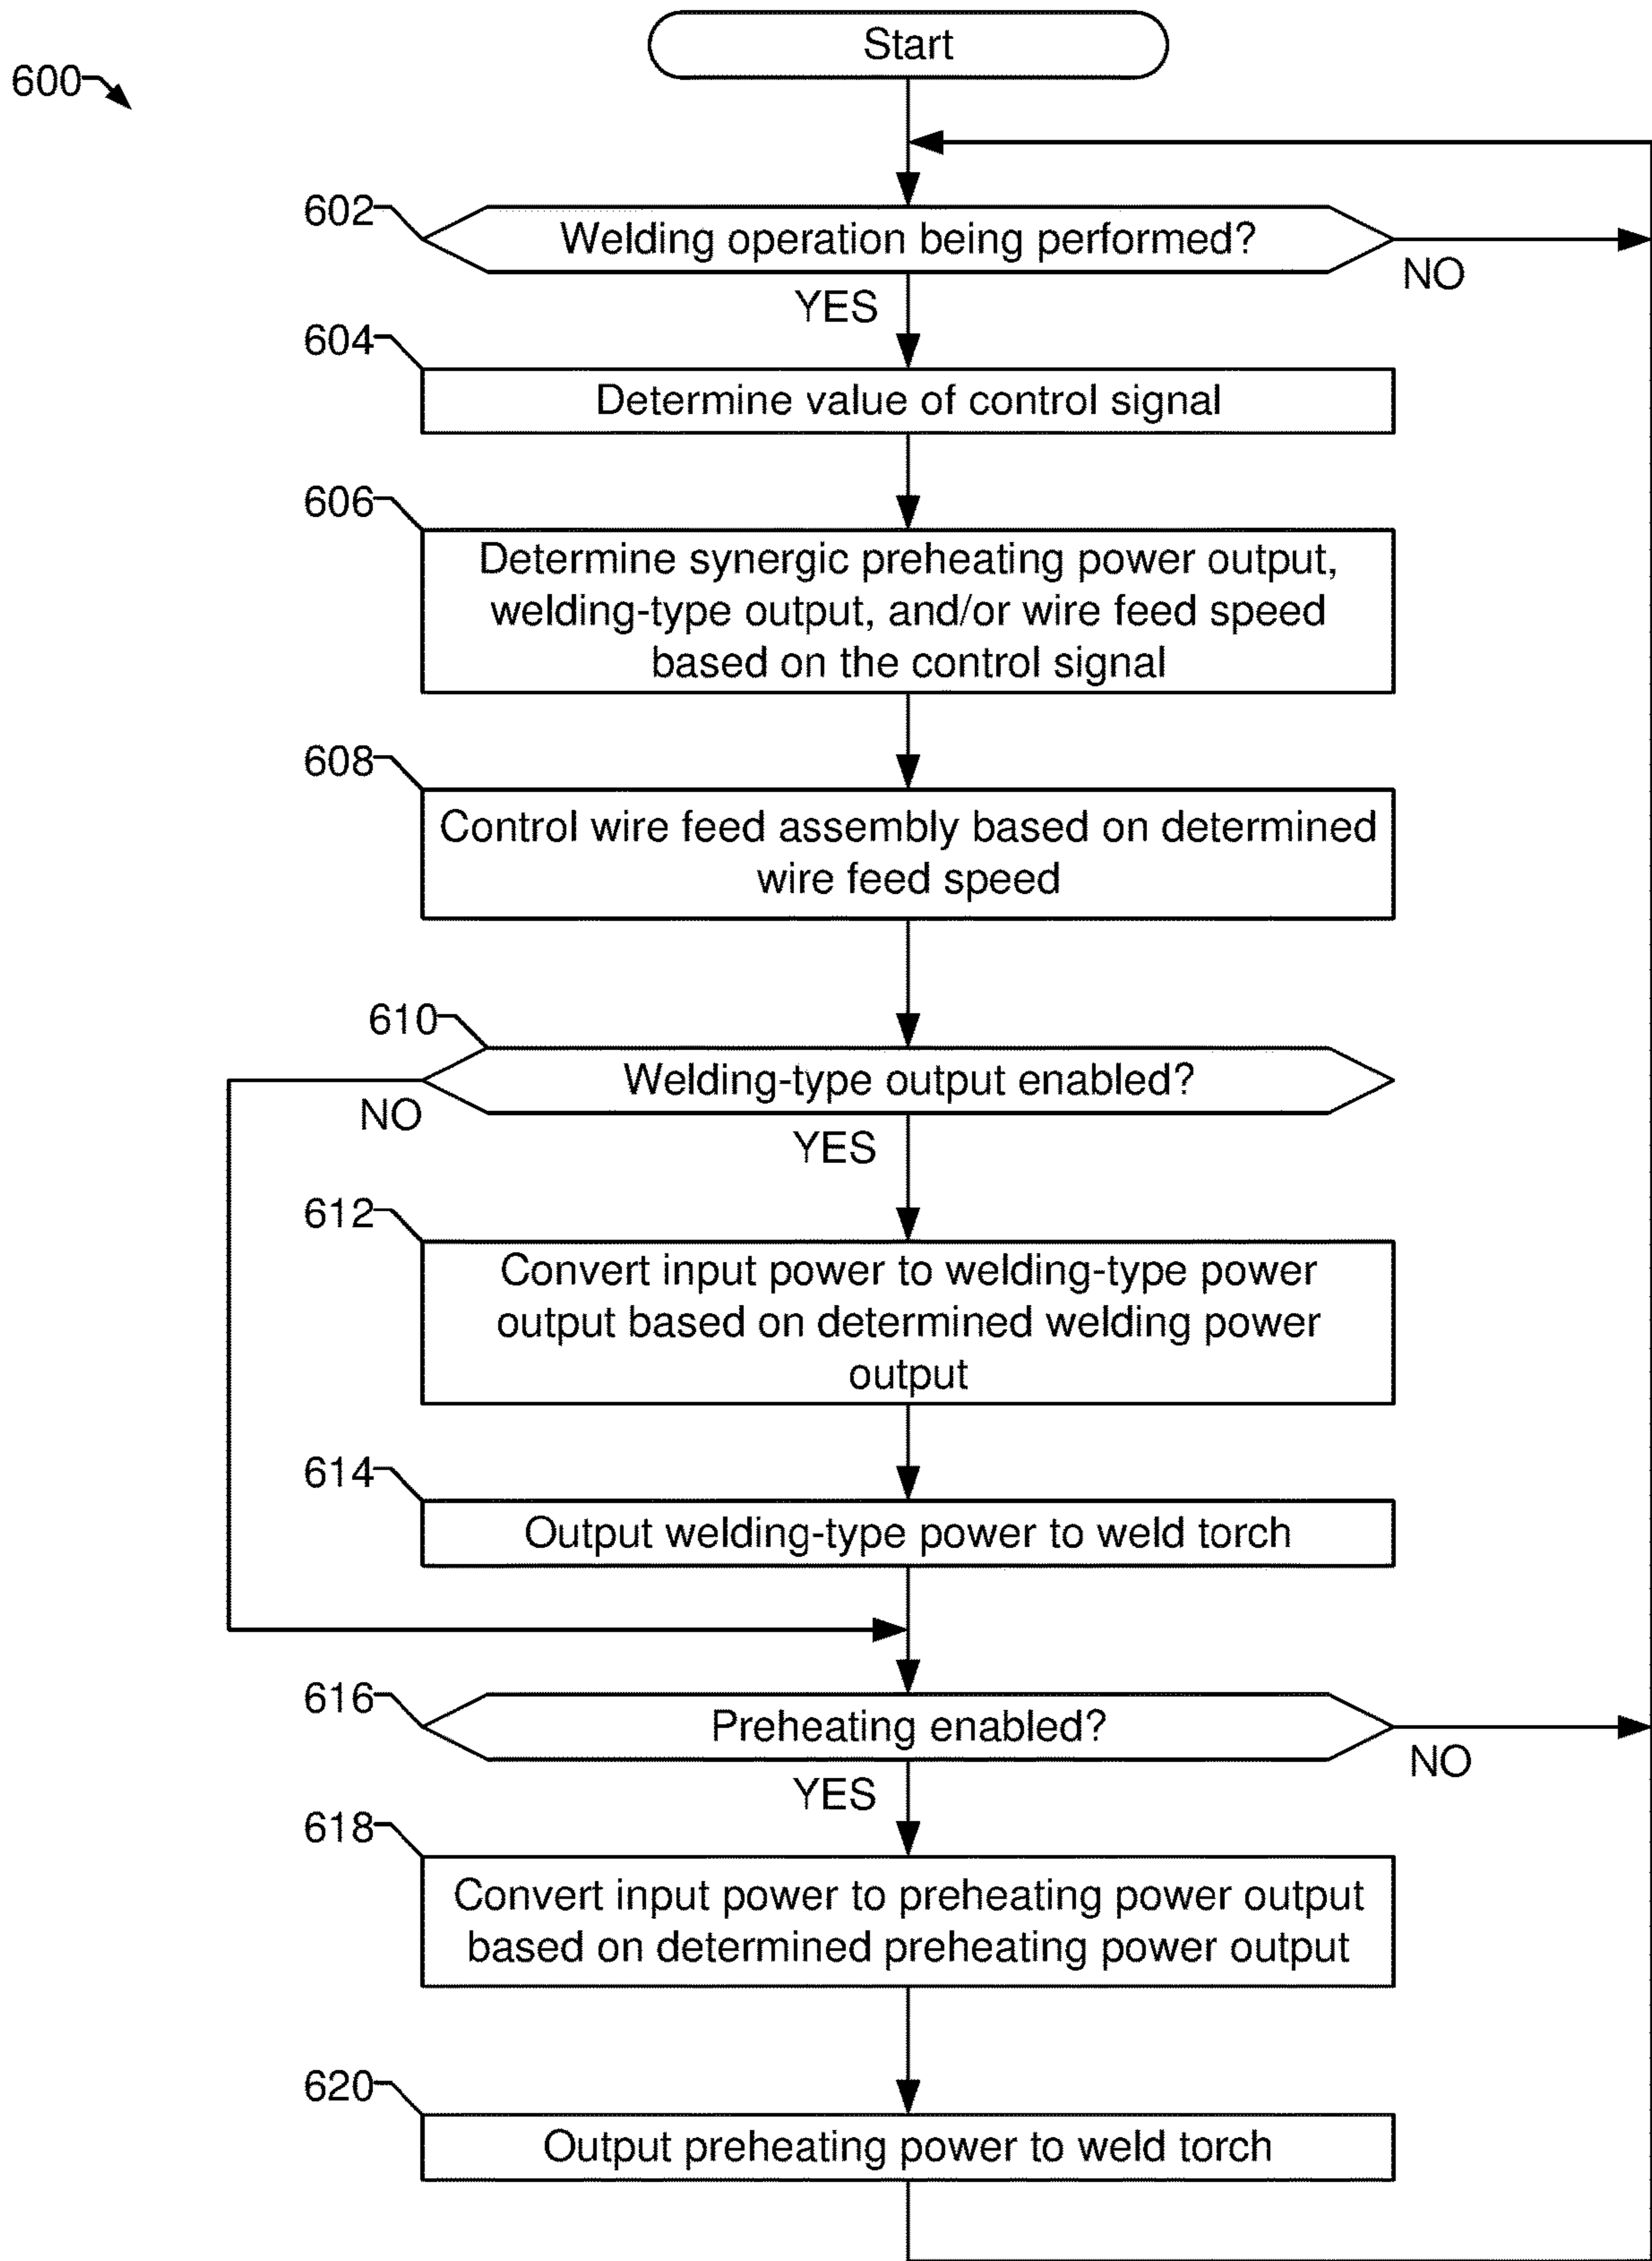 Start
600
602
Welding operation being performed?
NO
YES
604
Determine value of control signal
606
Determine synergic preheating power output,
welding-type output, and/or wire feed speed
based on the control signal
608
Control wire feed assembly based on determined
wire feed speed
610
Welding-type output enabled?
NO
YES
612
Convert input power to welding-type power
output based on determined welding power
output
614
Output welding-type power to weld torch
616
Preheating enabled?
NO
YES
618
Convert input power to preheating power output
based on determined preheating power output
620
Output preheating power to weld torch